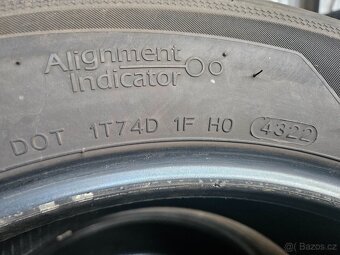 Alignment
Indicator
DOT 1T74D 1F H0 4322
Bazos.cz